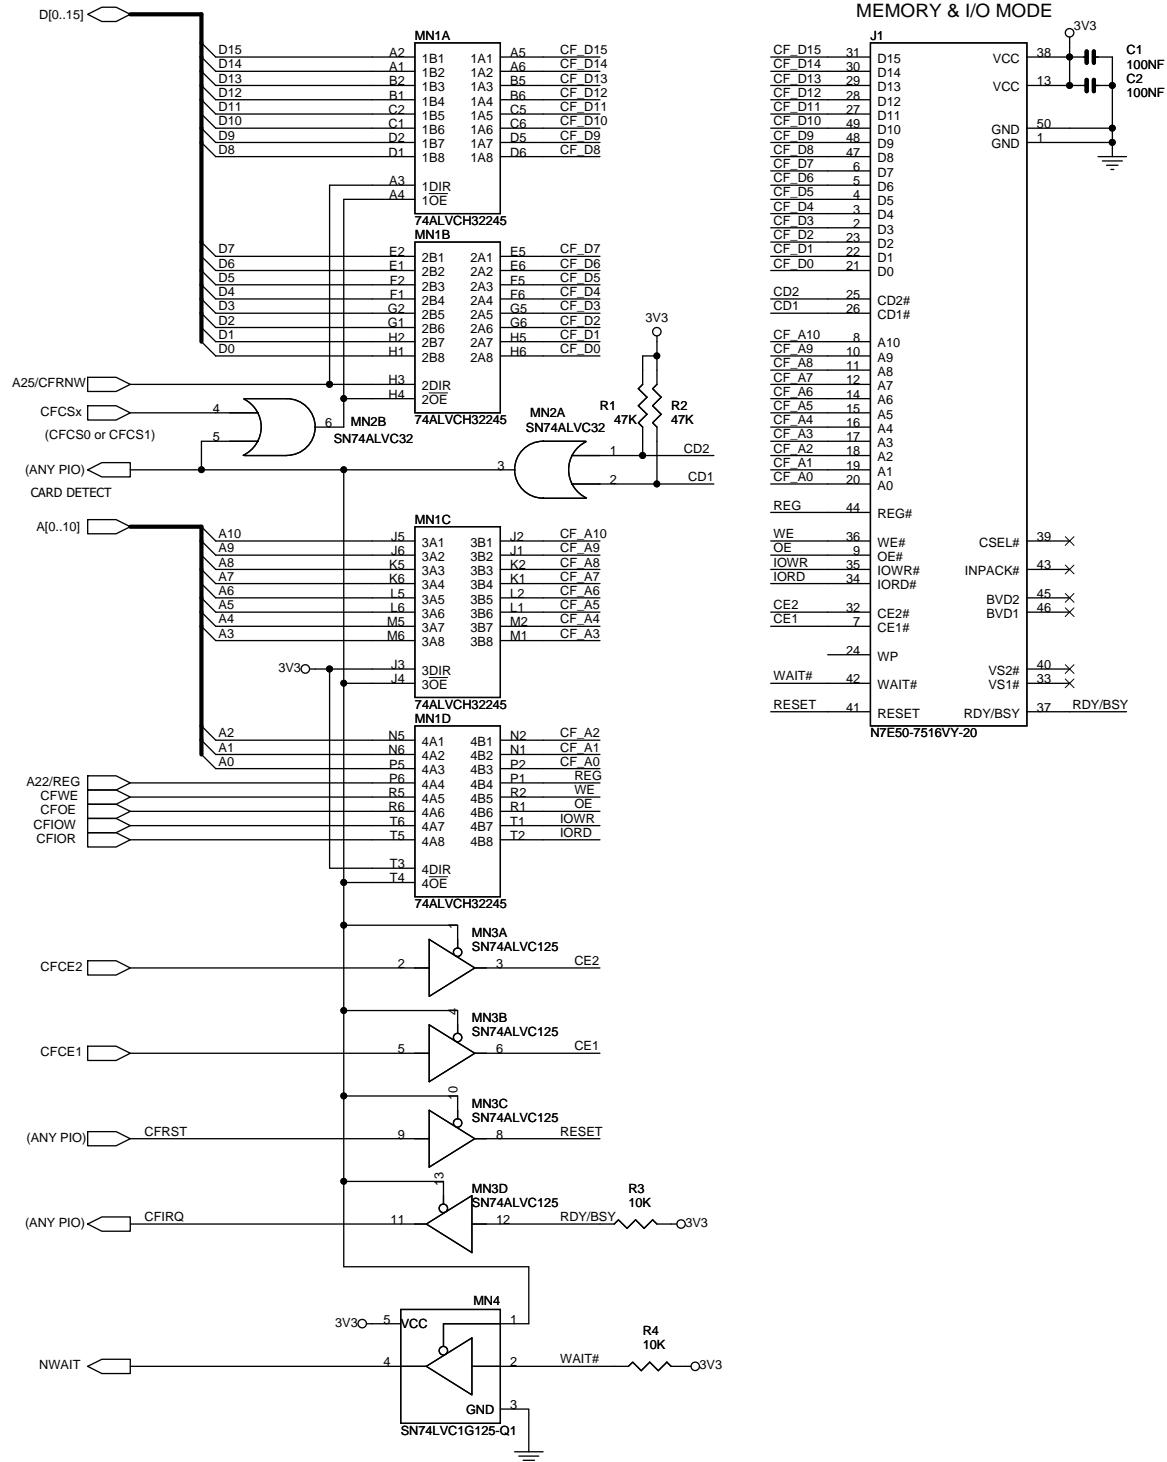 MEMORY & I/O MODE
D[0..15]
MN1A
D15 A2 1B1 1A1 A5 CF_D15
D14 A1 1B2 1A2 A6 CF_D14
D13 B2 1B3 1A3 B5 CF_D13
D12 B1 1B4 1A4 B6 CF_D12
D11 C2 1B5 1A5 C5 CF_D11
D10 C1 1B6 1A6 C6 CF_D10
D9 D2 1B7 1A7 D5 CF_D9
D8 D1 1B8 1A8 D6 CF_D8
A3 1DIR
A4 1OE
74ALVCH32245
MN1B
D7 E2 2B1 2A1 E5 CF_D7
D6 E1 2B2 2A2 E6 CF_D6
D5 F2 2B3 2A3 F5 CF_D5
D4 F1 2B4 2A4 F6 CF_D4
D3 G2 2B5 2A5 G5 CF_D3
D2 G1 2B6 2A6 G6 CF_D2
D1 H2 2B7 2A7 H5 CF_D1
D0 H1 2B8 2A8 H6 CF_D0
A25/CFRNW H3 2DIR
H4 2OE
74ALVCH32245
CFCSx 4
(CFCS0 or CFCS1) 5
6 MN2B
SN74ALVC32
3V3
R1
47K
R2
47K
MN2A
SN74ALVC32
(ANY PIO) 3 1 CD2
2 CD1
CARD DETECT
A[0..10]
MN1C
A10 J5 3A1 3B1 J2 CF_A10
A9 J6 3A2 3B2 J1 CF_A9
A8 K5 3A3 3B3 K2 CF_A8
A7 K6 3A4 3B4 K1 CF_A7
A6 L5 3A5 3B5 L2 CF_A6
A5 L6 3A6 3B6 L1 CF_A5
A4 M5 3A7 3B7 M2 CF_A4
A3 M6 3A8 3B8 M1 CF_A3
3V3 J3 3DIR
J4 3OE
74ALVCH32245
MN1D
A2 N5 4A1 4B1 N2 CF_A2
A1 N6 4A2 4B2 N1 CF_A1
A0 P5 4A3 4B3 P2 CF_A0
A22/REG P6 4A4 4B4 P1 REG
CFWE R5 4A5 4B5 R2 WE
CFOE R6 4A6 4B6 R1 OE
CFIOW T6 4A7 4B7 T1 IOWR
CFIOR T5 4A8 4B8 T2 IORD
T3 4DIR
T4 4OE
74ALVCH32245
1 MN3A
SN74ALVC125
CFCE2 2 3 CE2
4 MN3B
SN74ALVC125
CFCE1 5 6 CE1
10 MN3C
SN74ALVC125
(ANY PIO) CFRST 9 8 RESET
13 MN3D
SN74ALVC125
R3
10K
(ANY PIO) CFIRQ 11 12 RDY/BSY 3V3
MN4
3V3 5 VCC 1
R4
10K
NWAIT 4 2 WAIT# 3V3
GND 3
SN74LVC1G125-Q1
J1
3V3
CF_D15 31 D15 VCC 38 C1
100NF
CF_D14 30 D14
CF_D13 29 D13 VCC 13 C2
100NF
CF_D12 28 D12
CF_D11 27 D11
CF_D10 49 D10 GND 50
CF_D9 48 D9 GND 1
CF_D8 47 D8
CF_D7 6 D7
CF_D6 5 D6
CF_D5 4 D5
CF_D4 3 D4
CF_D3 2 D3
CF_D2 23 D2
CF_D1 22 D1
CF_D0 21 D0
CD2 25 CD2#
CD1 26 CD1#
CF_A10 8 A10
CF_A9 10 A9
CF_A8 11 A8
CF_A7 12 A7
CF_A6 14 A6
CF_A5 15 A5
CF_A4 16 A4
CF_A3 17 A3
CF_A2 18 A2
CF_A1 19 A1
CF_A0 20 A0
REG 44 REG#
WE 36 WE# CSEL# 39
OE 9 OE#
IOWR 35 IOWR# INPACK# 43
IORD 34 IORD#
BVD2 45
CE2 32 CE2# BVD1 46
CE1 7 CE1#
24 WP
VS2# 40
WAIT# 42 WAIT# VS1# 33
RESET 41 RESET RDY/BSY 37 RDY/BSY
N7E50-7516VY-20